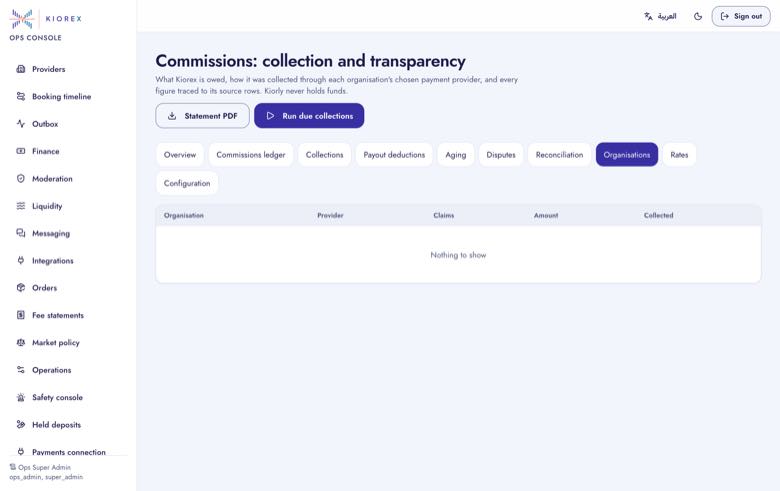 KIOREX
OPS CONSOLE
Providers
Booking timeline
Outbox
Finance
Moderation
Liquidity
Messaging
Integrations
Orders
Fee statements
Market policy
Operations
Safety console
Held deposits
Payments connection
Ops Super Admin
ops_admin, super_admin
العربية
Sign out
Commissions: collection and transparency
What Kiorex is owed, how it was collected through each organisation's chosen payment provider, and every
figure traced to its source rows. Kiorly never holds funds.
Statement PDF
Run due collections
Overview
Commissions ledger
Collections
Payout deductions
Aging
Disputes
Reconciliation
Organisations
Rates
Configuration
Organisation Provider Claims Amount Collected
Nothing to show